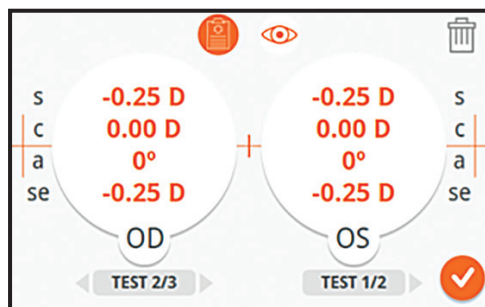 s -0.25 D -0.25 D s
c 0.00 D 0.00 D c
a 0º 0º a
se -0.25 D -0.25 D se
OD OS
TEST 2/3 TEST 1/2